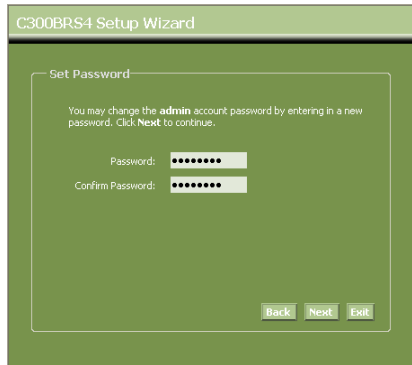 C300BRS4 Setup Wizard
Set Password
You may change the admin account password by entering in a new
password. Click Next to continue.
Password: ●●●●●●●●
Confirm Password: ●●●●●●●●
Back Next Exit